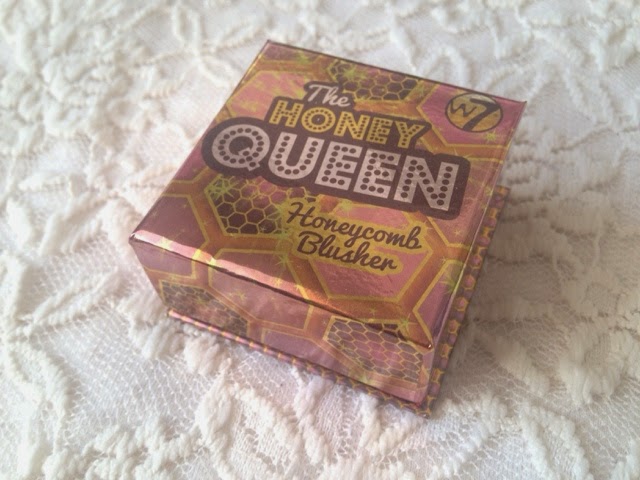 W7
The
HONEY
QUEEN
Honeycomb
Blusher